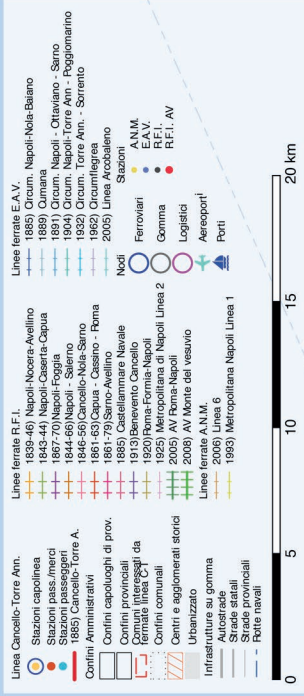 Linea Cancello-Torre Ann.
Stazioni capolinea
Stazioni pass./merci
Stazioni passeggeri
1885) Cancello-Torre A.
Confini Amministrativi
Confini capoluoghi di prov.
Confini provinciali
Comuni interessati da
fermate linea C-T
Confini comunali
Centri e agglomerati storici
Urbanizzato
Infrastrutture su gomma
Autostrade
Strade statali
Strade provinciali
Rotte navali
Linee ferrate R.F.I.
1839-46) Napoli-Nocera-Avellino
1843-44) Napoli-Caserta-Capua
1867-70)Napoli-Foggia
1844-66) Napoli - Salerno
1846-56)Cancello-Nola-Sarno
1861-63)Capua - Cassino - Roma
1861-79)Sarno-Avellino
1885) Castellammare Navale
1913)Benevento Cancello
1920)Roma-Formia-Napoli
1925) Metropolitana di Napoli Linea 2
2005) AV Roma-Napoli
2008) AV Monte del vesuvio
Linee ferrate A.N.M.
2006) Linea 6
1993) Metropolitana Napoli Linea 1
Linee ferrate E.A.V.
1885) Circum. Napoli-Nola-Baiano
1889) Cumana
1891) Circum. Napoli - Ottaviano - Sarno
1904) Circum. Napoli-Torre Ann - Poggiomarino
1932) Circum. Torre Ann. - Sorrento
1962) Circumflegrea
2005) Linea Arcobaleno
Nodi
Ferroviari
Gomma
Logistici
Aereoporti
Porti
Stazioni
A.N.M.
E.A.V.
R.F.I.
R.F.I. AV
0 5 10 15 20 km